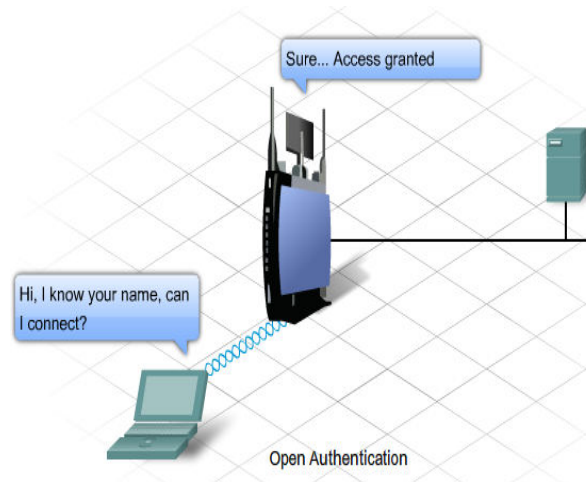 Sure... Access granted
Hi, I know your name, can
I connect?
Open Authentication